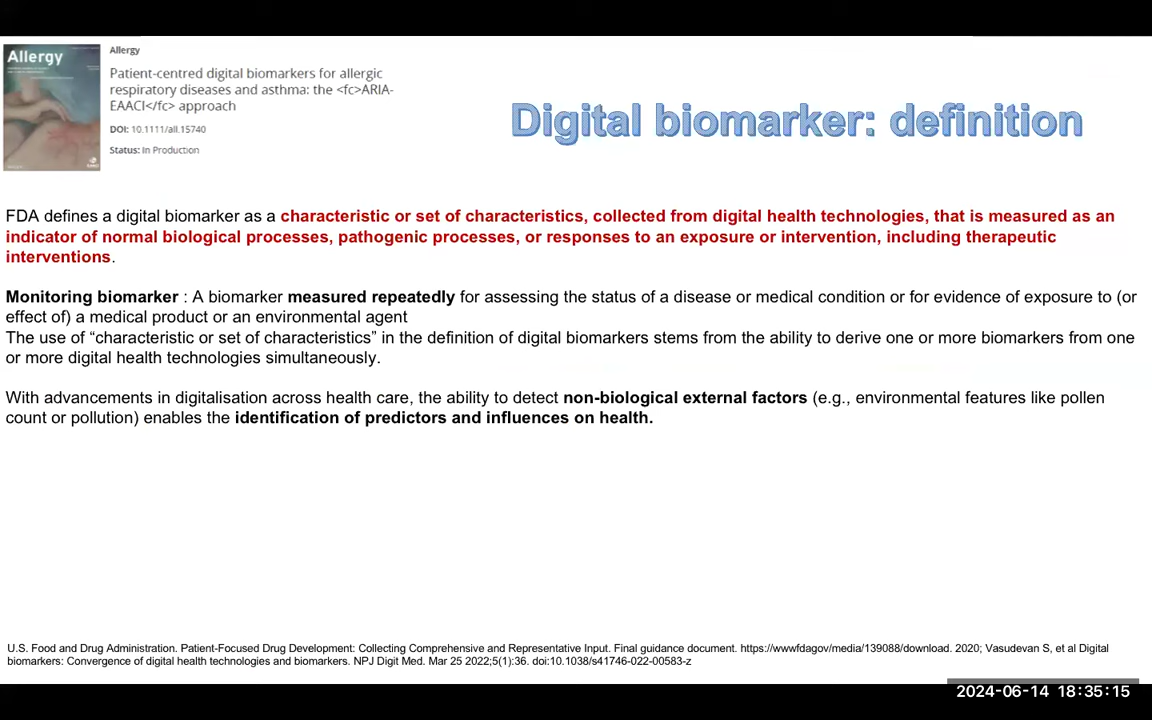 Allergy
Allergy
Patient-centred digital biomarkers for allergic
respiratory diseases and asthma: the <fc>ARIA-
EAACI</fc> approach
DOI: 10.1111/all.15740
Status: In Production
Digital biomarker: definition
FDA defines a digital biomarker as a characteristic or set of characteristics, collected from digital health technologies, that is measured as an
indicator of normal biological processes, pathogenic processes, or responses to an exposure or intervention, including therapeutic
interventions.
Monitoring biomarker : A biomarker measured repeatedly for assessing the status of a disease or medical condition or for evidence of exposure to (or
effect of) a medical product or an environmental agent
The use of “characteristic or set of characteristics” in the definition of digital biomarkers stems from the ability to derive one or more biomarkers from one
or more digital health technologies simultaneously.
With advancements in digitalisation across health care, the ability to detect non-biological external factors (e.g., environmental features like pollen
count or pollution) enables the identification of predictors and influences on health.
U.S. Food and Drug Administration. Patient-Focused Drug Development: Collecting Comprehensive and Representative Input. Final guidance document. https://wwwfdagov/media/139088/download. 2020; Vasudevan S, et al Digital
biomarkers: Convergence of digital health technologies and biomarkers. NPJ Digit Med. Mar 25 2022;5(1):36. doi:10.1038/s41746-022-00583-z
2024-06-14 18:35:15